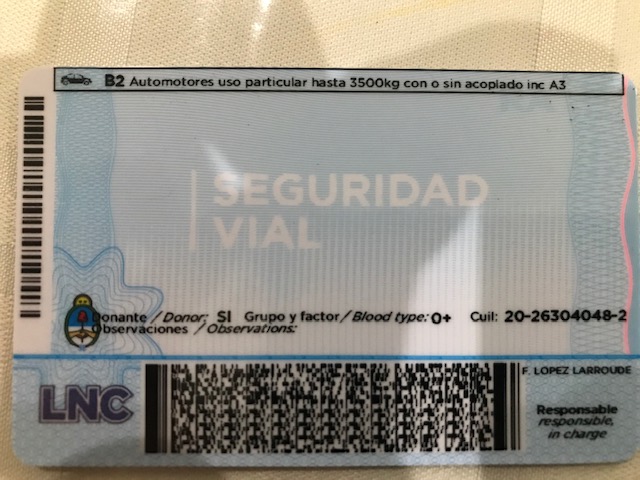 B2 Automotores uso particular hasta 3500kg con o sin acoplado inc A3
SEGURIDAD
VIAL
Donante / Donor: SI Grupo y factor / Blood type: 0+ Cuil: 20-26304048-2
Observaciones / Observations:
LNC
F. LOPEZ LARROUDE
Responsable
responsible,
in charge